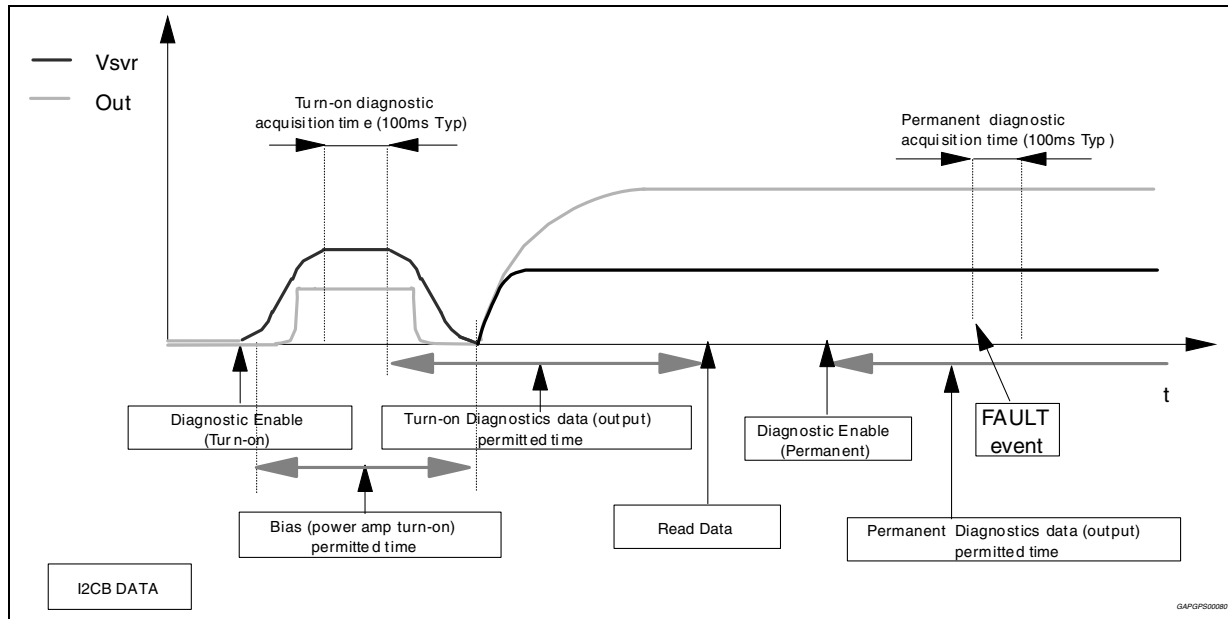 Vsvr
Out
Turn-on diagnostic
acquisition time (100ms Typ)
Permanent diagnostic
acquisition time (100ms Typ)
t
Diagnostic Enable
(Turn-on)
Turn-on Diagnostics data (output)
permitted time
Diagnostic Enable
(Permanent)
FAULT
event
Bias (power amp turn-on)
permitted time
Read Data
Permanent Diagnostics data (output)
permitted time
I2CB DATA
GAPGPS00080